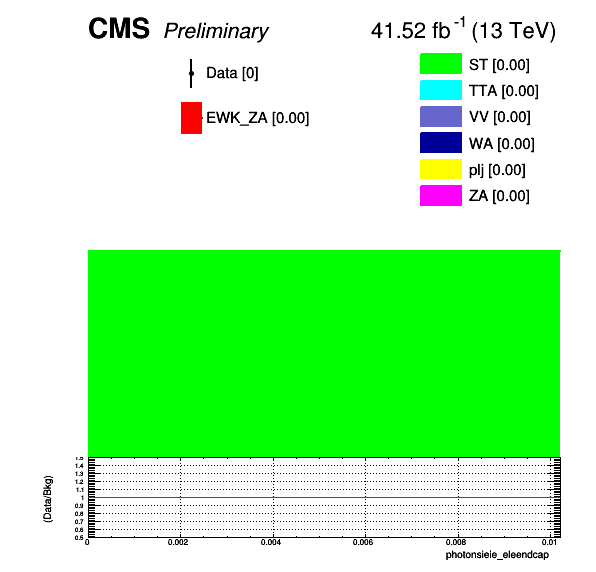 CMS Preliminary 41.52 fb⁻¹ (13 TeV)
Data [0]
EWK_ZA [0.00]
ST [0.00]
TTA [0.00]
VV [0.00]
WA [0.00]
plj [0.00]
ZA [0.00]
(Data/Bkg)
1.5
1.4
1.3
1.2
1.1
1
0.9
0.8
0.7
0.6
0.5
0 0.002 0.004 0.006 0.008 0.01
photonsieie_eleendcap